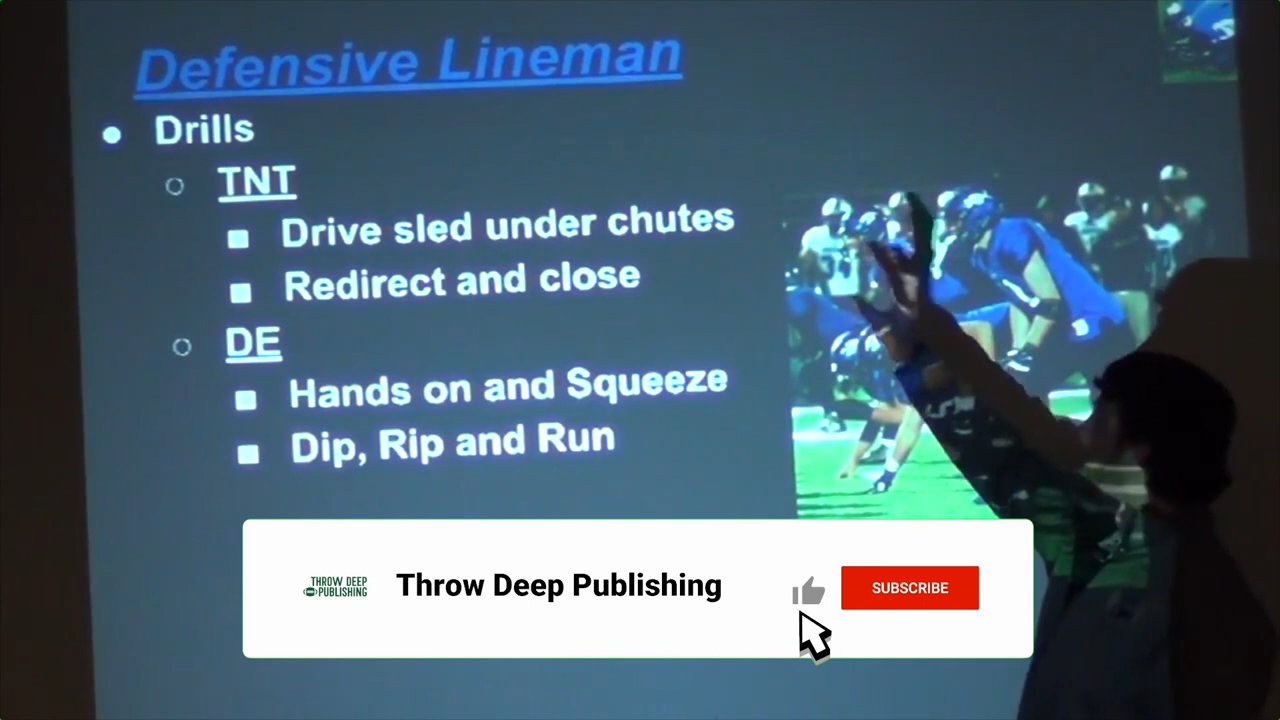 Defensive Lineman
Drills
TNT
Drive sled under chutes
Redirect and close
DE
Hands on and Squeeze
Dip, Rip and Run
THROW DEEP
PUBLISHING
Throw Deep Publishing
SUBSCRIBE